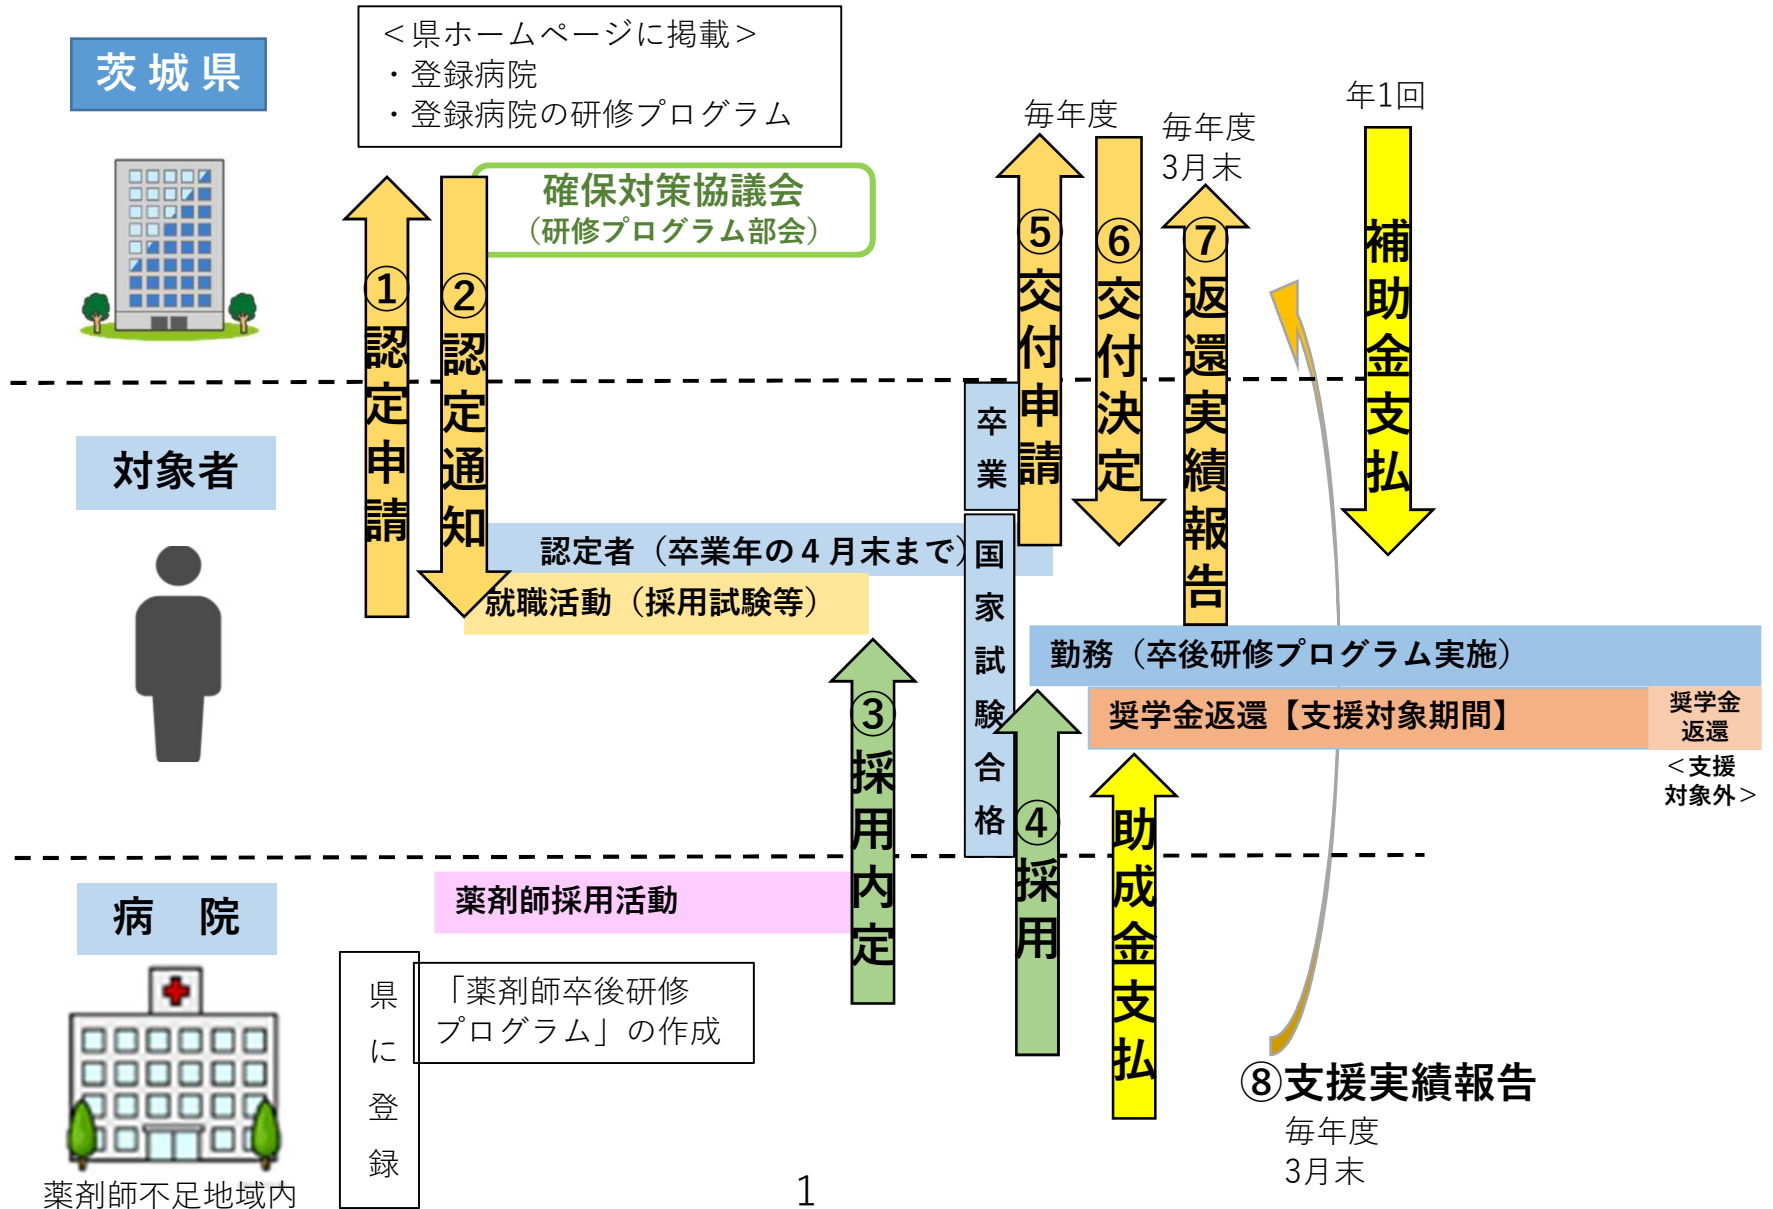 茨城県
＜県ホームページに掲載＞
・登録病院
・登録病院の研修プログラム
確保対策協議会
（研修プログラム部会）
①認定申請
②認定通知
毎年度
⑤交付申請
⑥交付決定
毎年度
3月末
⑦返還実績報告
年1回
補助金支払
対象者
卒業
国家試験合格
認定者（卒業年の４月末まで）
就職活動（採用試験等）
勤務（卒後研修プログラム実施）
奨学金返還【支援対象期間】
奨学金
返還
＜支援
対象外＞
③採用内定
④採用
助成金支払
病　院
薬剤師採用活動
県に登録
「薬剤師卒後研修
プログラム」の作成
⑧支援実績報告
毎年度
3月末
薬剤師不足地域内
1